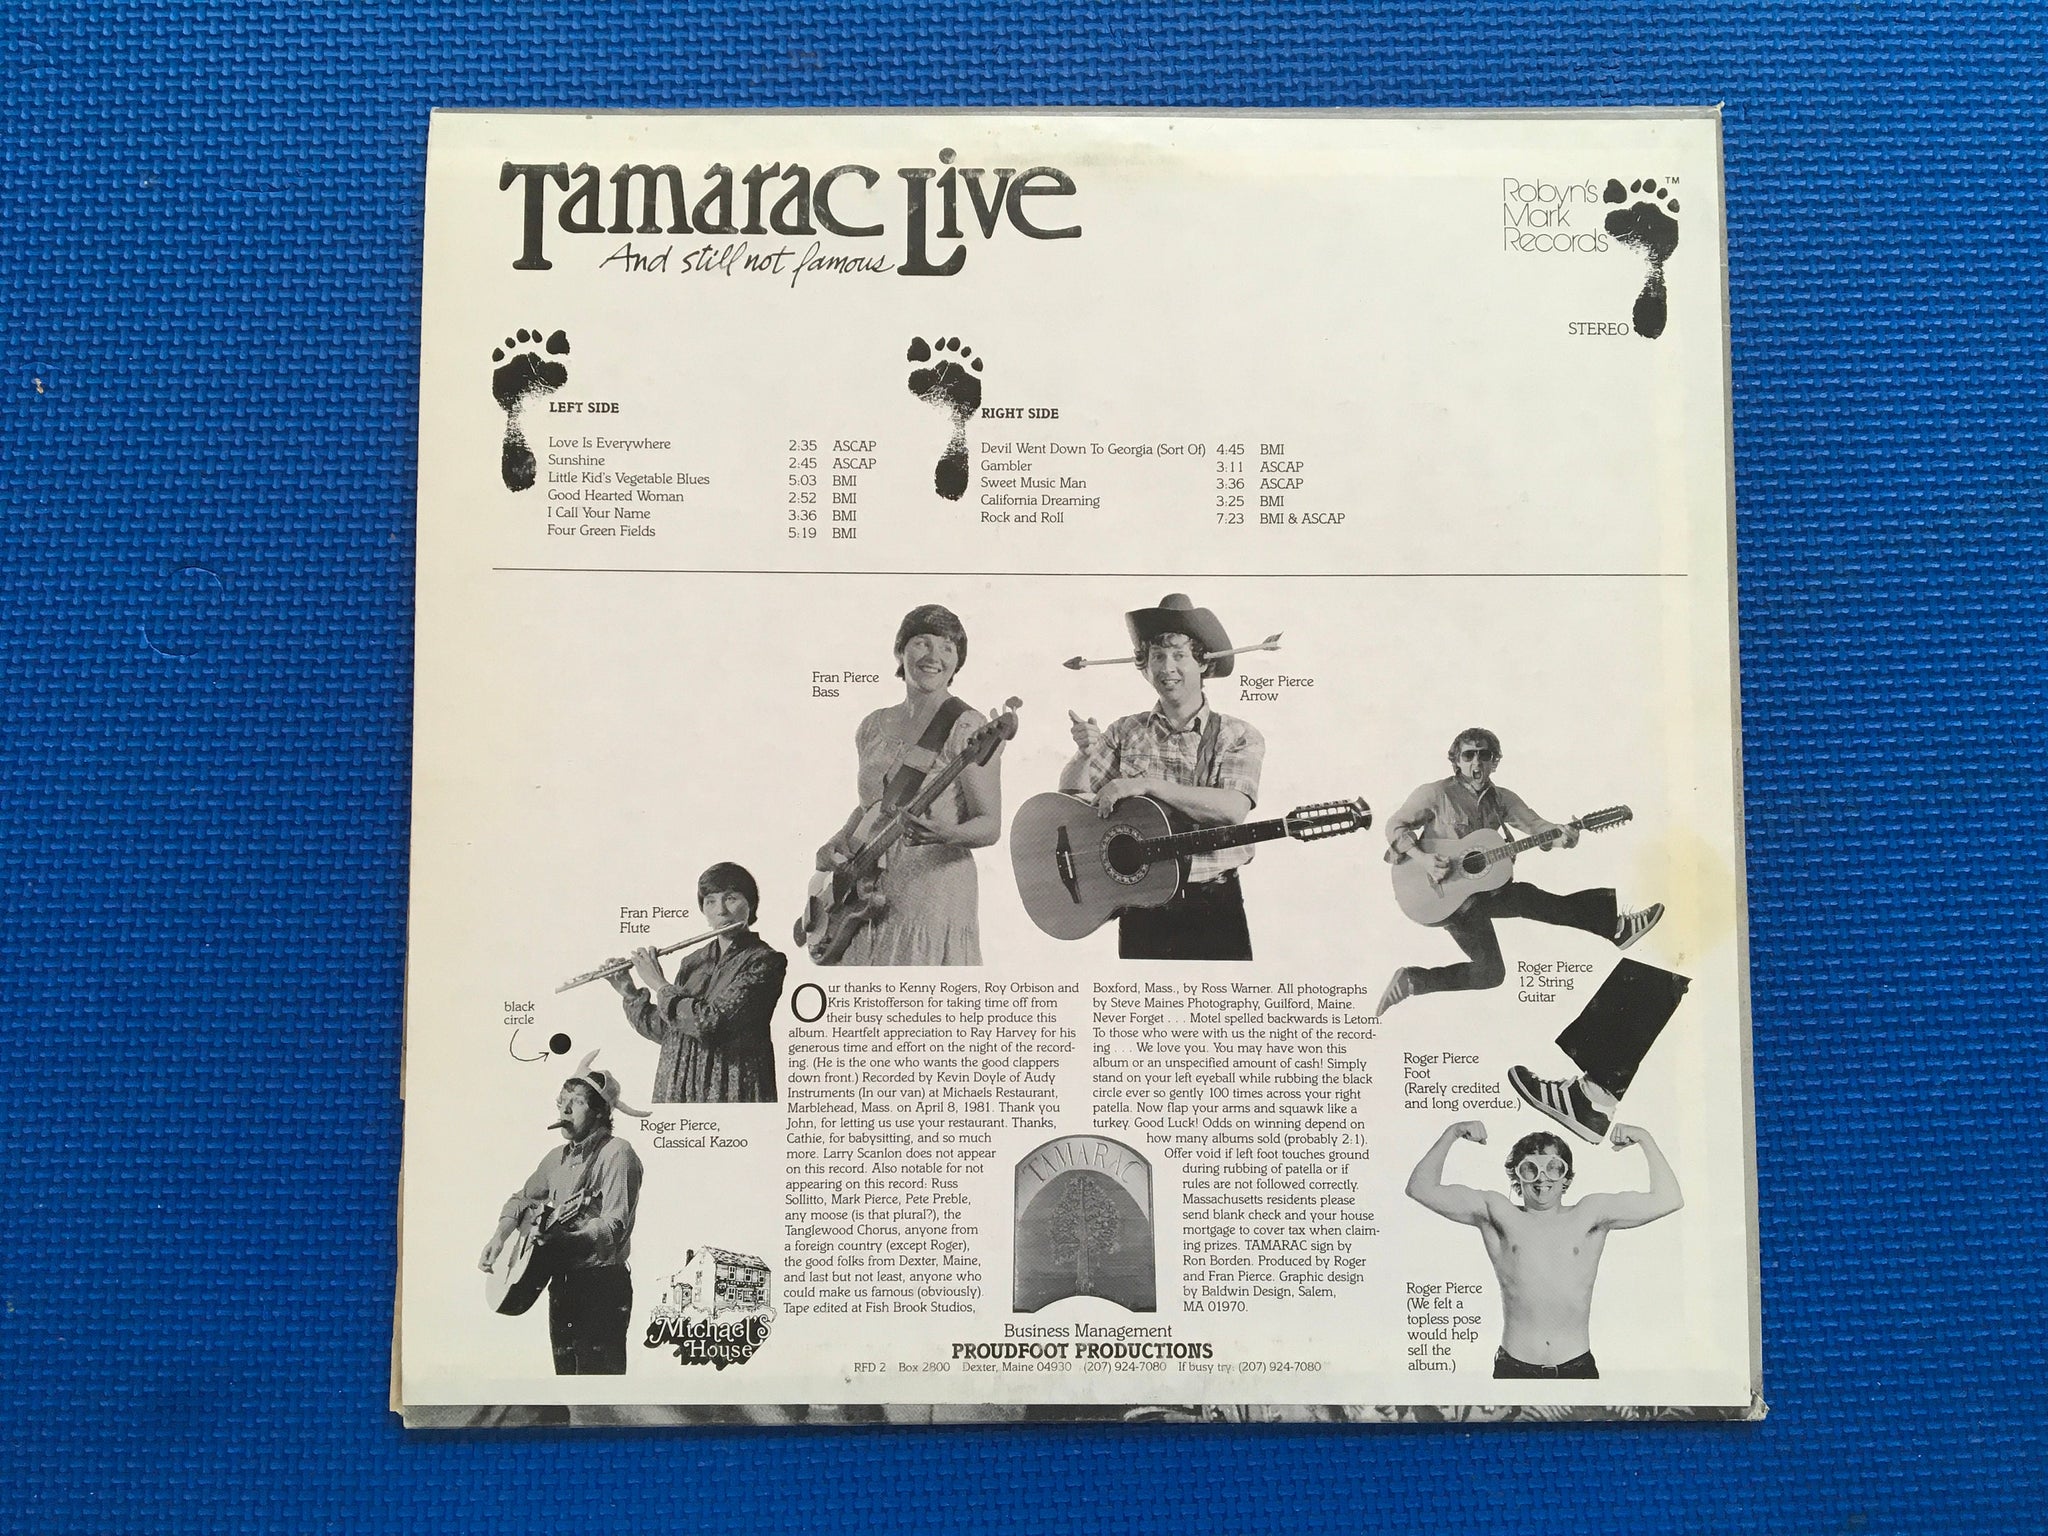 Tamarac Live
And still not famous
Robyn's
Mark
Records
TM
STEREO
LEFT SIDE
Love Is Everywhere 2:35 ASCAP
Sunshine 2:45 ASCAP
Little Kid's Vegetable Blues 5:03 BMI
Good Hearted Woman 2:52 BMI
I Call Your Name 3:36 BMI
Four Green Fields 5:19 BMI
RIGHT SIDE
Devil Went Down To Georgia (Sort Of) 4:45 BMI
Gambler 3:11 ASCAP
Sweet Music Man 3:36 ASCAP
California Dreaming 3:25 BMI
Rock and Roll 7:23 BMI & ASCAP
Fran Pierce
Bass
Roger Pierce
Arrow
Fran Pierce
Flute
Roger Pierce
12 String
Guitar
black
circle
Roger Pierce,
Classical Kazoo
Roger Pierce
Foot
(Rarely credited
and long overdue.)
Roger Pierce
(We felt a
topless pose
would help
sell the
album.)
Our thanks to Kenny Rogers, Roy Orbison and
Kris Kristofferson for taking time off from
their busy schedules to help produce this
album. Heartfelt appreciation to Ray Harvey for his
generous time and effort on the night of the record-
ing. (He is the one who wants the good clappers
down front.) Recorded by Kevin Doyle of Audy
Instruments (In our van) at Michaels Restaurant,
Marblehead, Mass. on April 8, 1981. Thank you
John, for letting us use your restaurant. Thanks,
Cathie, for babysitting, and so much
more. Larry Scanlon does not appear
on this record. Also notable for not
appearing on this record: Russ
Sollitto, Mark Pierce, Pete Preble,
any moose (is that plural?), the
Tanglewood Chorus, anyone from
a foreign country (except Roger),
the good folks from Dexter, Maine,
and last but not least, anyone who
could make us famous (obviously).
Tape edited at Fish Brook Studios,
Boxford, Mass., by Ross Warner. All photographs
by Steve Maines Photography, Guilford, Maine.
Never Forget . . . Motel spelled backwards is Letom.
To those who were with us the night of the record-
ing . . . We love you. You may have won this
album or an unspecified amount of cash! Simply
stand on your left eyeball while rubbing the black
circle ever so gently 100 times across your right
patella. Now flap your arms and squawk like a
turkey. Good Luck! Odds on winning depend on
how many albums sold (probably 2:1).
Offer void if left foot touches ground
during rubbing of patella or if
rules are not followed correctly.
Massachusetts residents please
send blank check and your house
mortgage to cover tax when claim-
ing prizes. TAMARAC sign by
Ron Borden. Produced by Roger
and Fran Pierce. Graphic design
by Baldwin Design, Salem,
MA 01970.
TAMARAC
Michael's
House
Business Management
PROUDFOOT PRODUCTIONS
RFD 2 Box 2800 Dexter, Maine 04930 (207) 924-7080 If busy try: (207) 924-7080